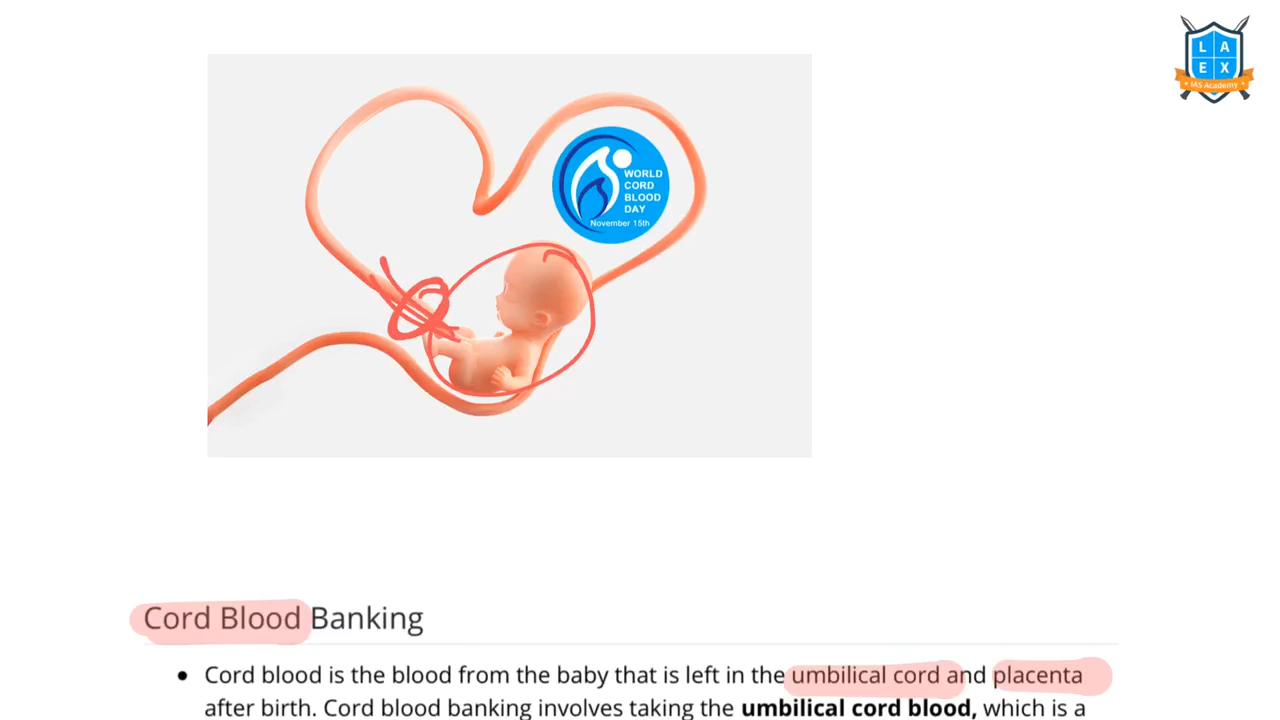 L A
E X
MS Academy
WORLD
CORD
BLOOD
DAY
November 15th
Cord Blood Banking
• Cord blood is the blood from the baby that is left in the umbilical cord and placenta
after birth. Cord blood banking involves taking the umbilical cord blood, which is a